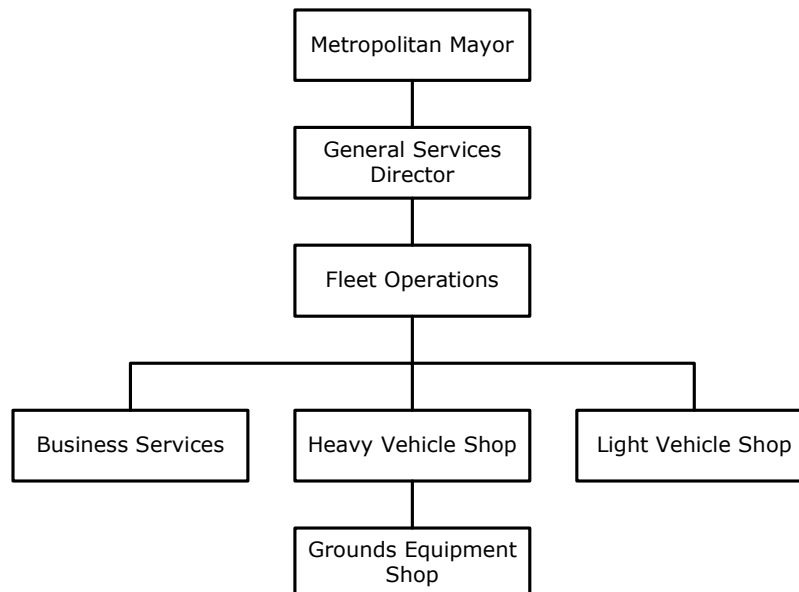 Metropolitan Mayor
General Services
Director
Fleet Operations
Business Services
Heavy Vehicle Shop
Light Vehicle Shop
Grounds Equipment
Shop